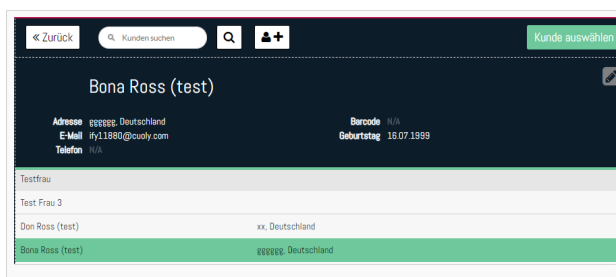 « Zurück
Kunden suchen
Kunde auswählen
Bona Ross (test)
Adresse gggggg, Deutschland
Barcode N/A
E-Mail ify11880@cuoly.com
Geburtstag 16.07.1999
Telefon N/A
Testfrau
Test Frau 3
Don Ross (test) xx, Deutschland
Bona Ross (test) gggggg, Deutschland